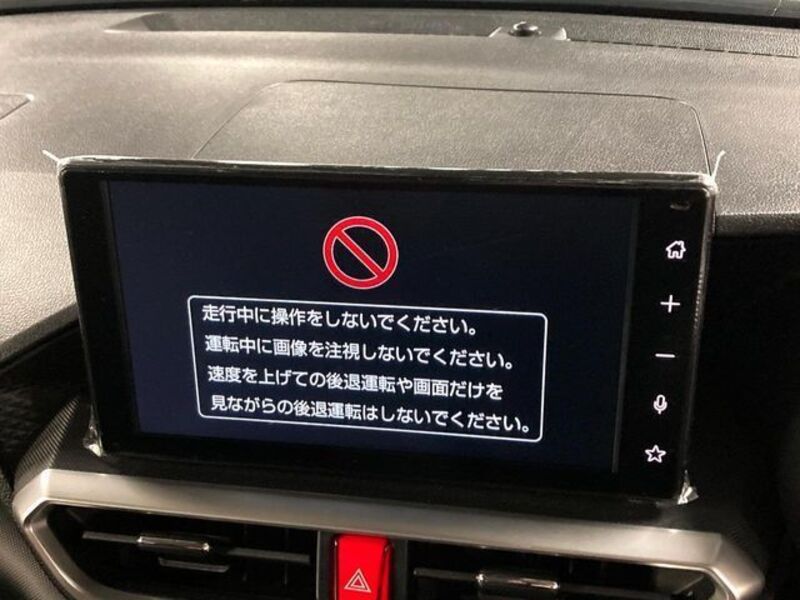 走行中に操作をしないでください。
運転中に画像を注視しないでください。
速度を上げての後退運転や画面だけを
見ながらの後退運転はしないでください。